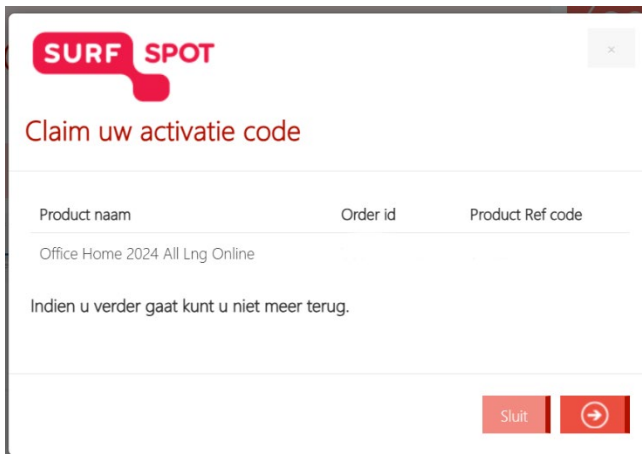 SURF SPOT
Claim uw activatie code
Product naam Order id Product Ref code
Office Home 2024 All Lng Online
Indien u verder gaat kunt u niet meer terug.
Sluit